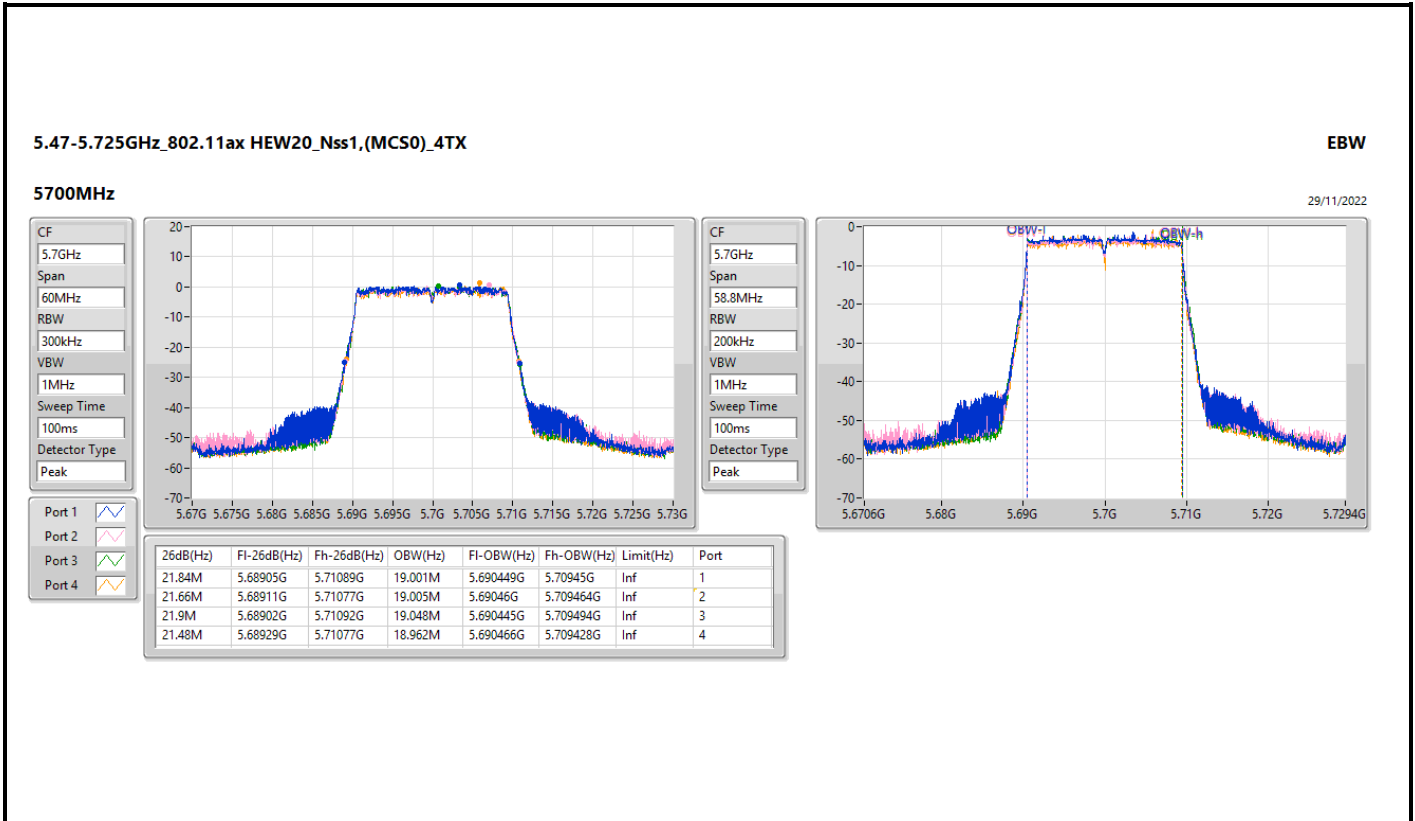 5.47-5.725GHz_802.11ax HEW20_Nss1,(MCS0)_4TX
EBW
5700MHz
29/11/2022
CF
5.7GHz
Span
60MHz
RBW
300kHz
VBW
1MHz
Sweep Time
100ms
Detector Type
Peak
20
10
0
-10
-20
-30
-40
-50
-60
-70
5.67G 5.675G 5.68G 5.685G 5.69G 5.695G 5.7G 5.705G 5.71G 5.715G 5.72G 5.725G 5.73G
CF
5.7GHz
Span
58.8MHz
RBW
200kHz
VBW
1MHz
Sweep Time
100ms
Detector Type
Peak
OBW-l OBW-h
0
-10
-20
-30
-40
-50
-60
-70
5.6706G 5.68G 5.69G 5.7G 5.71G 5.72G 5.7294G
Port 1
Port 2
Port 3
Port 4
26dB(Hz) Fl-26dB(Hz) Fh-26dB(Hz) OBW(Hz) Fl-OBW(Hz) Fh-OBW(Hz) Limit(Hz) Port
21.84M 5.68905G 5.71089G 19.001M 5.690449G 5.70945G Inf 1
21.66M 5.68911G 5.71077G 19.005M 5.69046G 5.709464G Inf 2
21.9M 5.68902G 5.71092G 19.048M 5.690445G 5.709494G Inf 3
21.48M 5.68929G 5.71077G 18.962M 5.690466G 5.709428G Inf 4